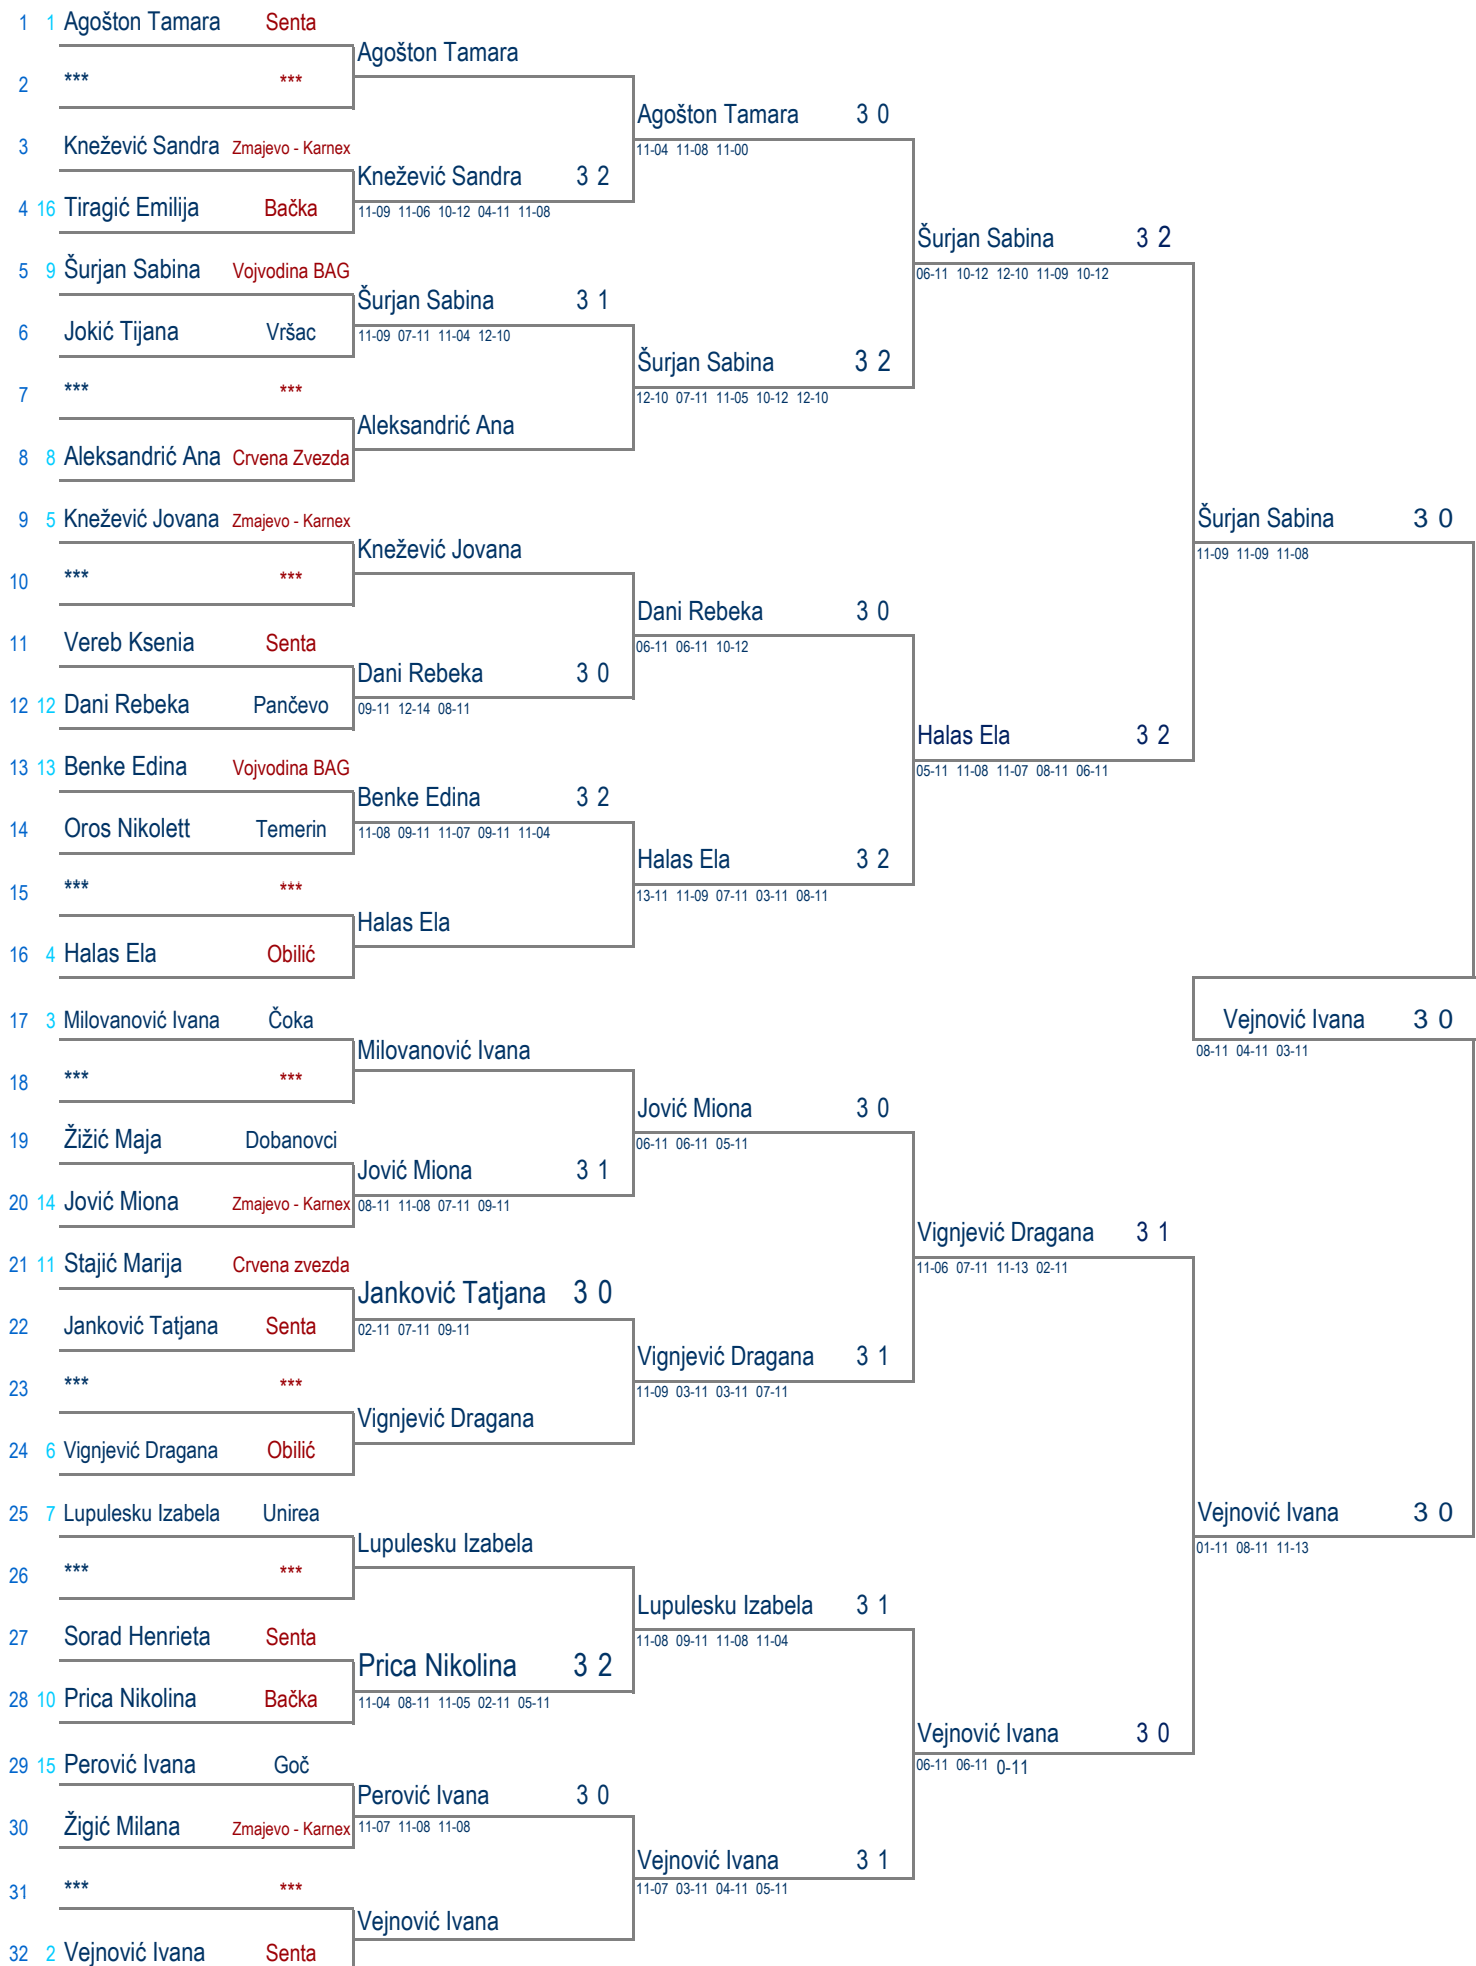 1 1 Agošton Tamara Senta
Agošton Tamara
2 *** ***
Agošton Tamara 3 0
11-04 11-08 11-00
3 Knežević Sandra Zmajevo - Karnex
Knežević Sandra 3 2
4 16 Tiragić Emilija Bačka
11-09 11-06 10-12 04-11 11-08
Šurjan Sabina 3 2
06-11 10-12 12-10 11-09 10-12
5 9 Šurjan Sabina Vojvodina BAG
Šurjan Sabina 3 1
6 Jokić Tijana Vršac
11-09 07-11 11-04 12-10
Šurjan Sabina 3 2
12-10 07-11 11-05 10-12 12-10
7 *** ***
Aleksandrić Ana
8 8 Aleksandrić Ana Crvena Zvezda
Šurjan Sabina 3 0
11-09 11-09 11-08
9 5 Knežević Jovana Zmajevo - Karnex
Knežević Jovana
10 *** ***
Dani Rebeka 3 0
06-11 06-11 10-12
11 Vereb Ksenia Senta
Dani Rebeka 3 0
12 12 Dani Rebeka Pančevo
09-11 12-14 08-11
Halas Ela 3 2
05-11 11-08 11-07 08-11 06-11
13 13 Benke Edina Vojvodina BAG
Benke Edina 3 2
14 Oros Nikolett Temerin
11-08 09-11 11-07 09-11 11-04
Halas Ela 3 2
13-11 11-09 07-11 03-11 08-11
15 *** ***
Halas Ela
16 4 Halas Ela Obilić
Vejnović Ivana 3 0
08-11 04-11 03-11
17 3 Milovanović Ivana Čoka
Milovanović Ivana
18 *** ***
Jović Miona 3 0
06-11 06-11 05-11
19 Žižić Maja Dobanovci
Jović Miona 3 1
20 14 Jović Miona Zmajevo - Karnex
08-11 11-08 07-11 09-11
Vignjević Dragana 3 1
11-06 07-11 11-13 02-11
21 11 Stajić Marija Crvena zvezda
Janković Tatjana 3 0
22 Janković Tatjana Senta
02-11 07-11 09-11
Vignjević Dragana 3 1
11-09 03-11 03-11 07-11
23 *** ***
Vignjević Dragana
24 6 Vignjević Dragana Obilić
Vejnović Ivana 3 0
01-11 08-11 11-13
25 7 Lupulesku Izabela Unirea
Lupulesku Izabela
26 *** ***
Lupulesku Izabela 3 1
11-08 09-11 11-08 11-04
27 Sorad Henrieta Senta
Prica Nikolina 3 2
28 10 Prica Nikolina Bačka
11-04 08-11 11-05 02-11 05-11
Vejnović Ivana 3 0
06-11 06-11 0-11
29 15 Perović Ivana Goč
Perović Ivana 3 0
30 Žigić Milana Zmajevo - Karnex
11-07 11-08 11-08
Vejnović Ivana 3 1
11-07 03-11 04-11 05-11
31 *** ***
Vejnović Ivana
32 2 Vejnović Ivana Senta